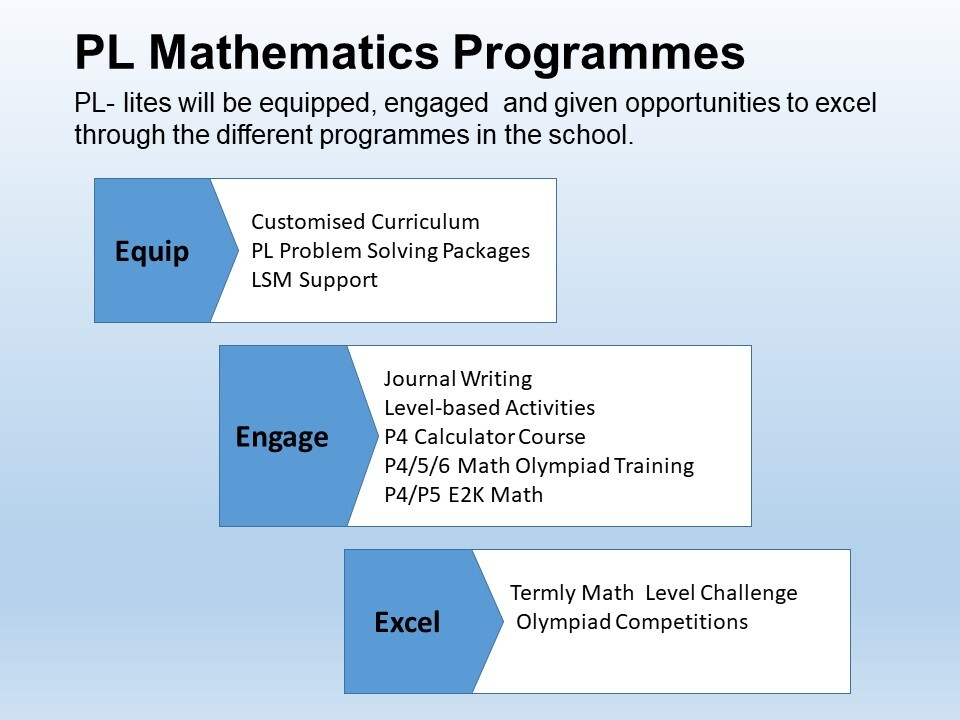 PL Mathematics Programmes
PL- lites will be equipped, engaged  and given opportunities to excel
through the different programmes in the school.
Equip
Customised Curriculum
PL Problem Solving Packages
LSM Support
Engage
Journal Writing
Level-based Activities
P4 Calculator Course
P4/5/6 Math Olympiad Training
P4/P5 E2K Math
Excel
Termly Math  Level Challenge
Olympiad Competitions